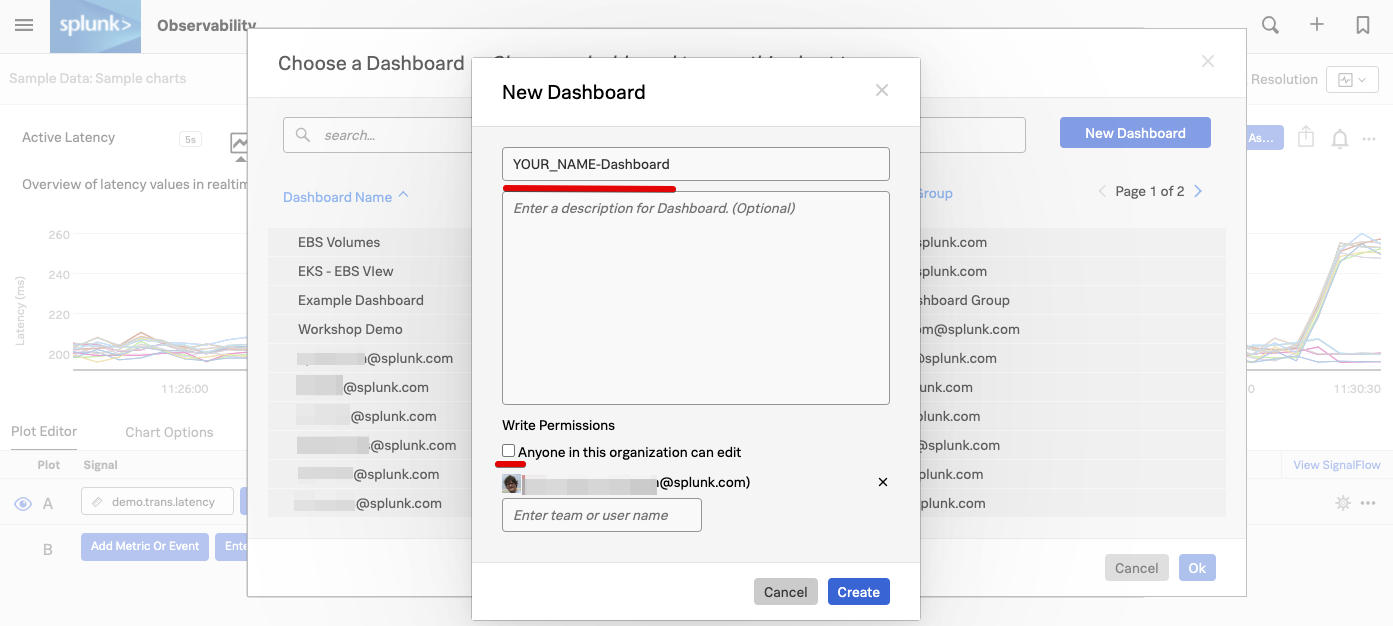 splunk>
Observability
Sample Data: Sample charts
Resolution
Active Latency
5s
As...
Overview of latency values in realtim
Latency (ms)
260
240
220
200
11:26:00
11:30:30
Plot Editor
Chart Options
Plot
Signal
View SignalFlow
A
demo.trans.latency
B
Add Metric Or Event
Ente
Choose a Dashboard
search...
New Dashboard
Dashboard Name
Group
Page 1 of 2
EBS Volumes
splunk.com
EKS - EBS VIew
splunk.com
Example Dashboard
shboard Group
Workshop Demo
om@splunk.com
@splunk.com
@splunk.com
@splunk.com
unk.com
@splunk.com
lunk.com
@splunk.com
@splunk.com
@splunk.com
plunk.com
@splunk.com
plunk.com
Cancel
Ok
New Dashboard
YOUR_NAME-Dashboard
Enter a description for Dashboard. (Optional)
Write Permissions
Anyone in this organization can edit
@splunk.com)
Enter team or user name
Cancel
Create